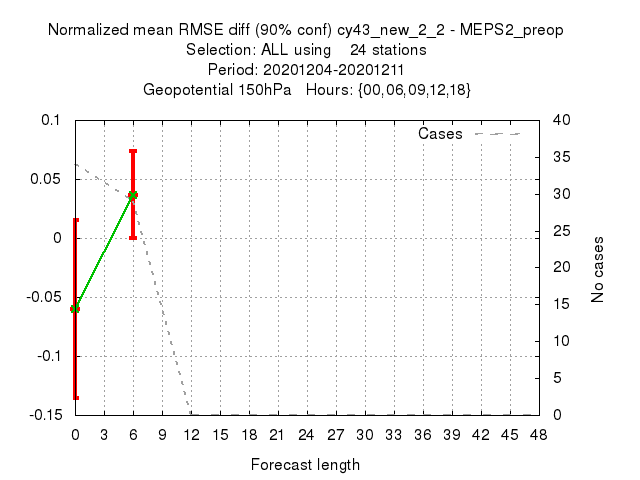 Normalized mean RMSE diff (90% conf) cy43_new_2_2 - MEPS2_preop
Selection: ALL using    24 stations
Period: 20201204-20201211
Geopotential 150hPa   Hours: {00,06,09,12,18}
Cases
0.1
0.05
0
-0.05
-0.1
-0.15
40
35
30
25
20
15
10
5
0
No cases
0 3 6 9 12 15 18 21 24 27 30 33 36 39 42 45 48
Forecast length